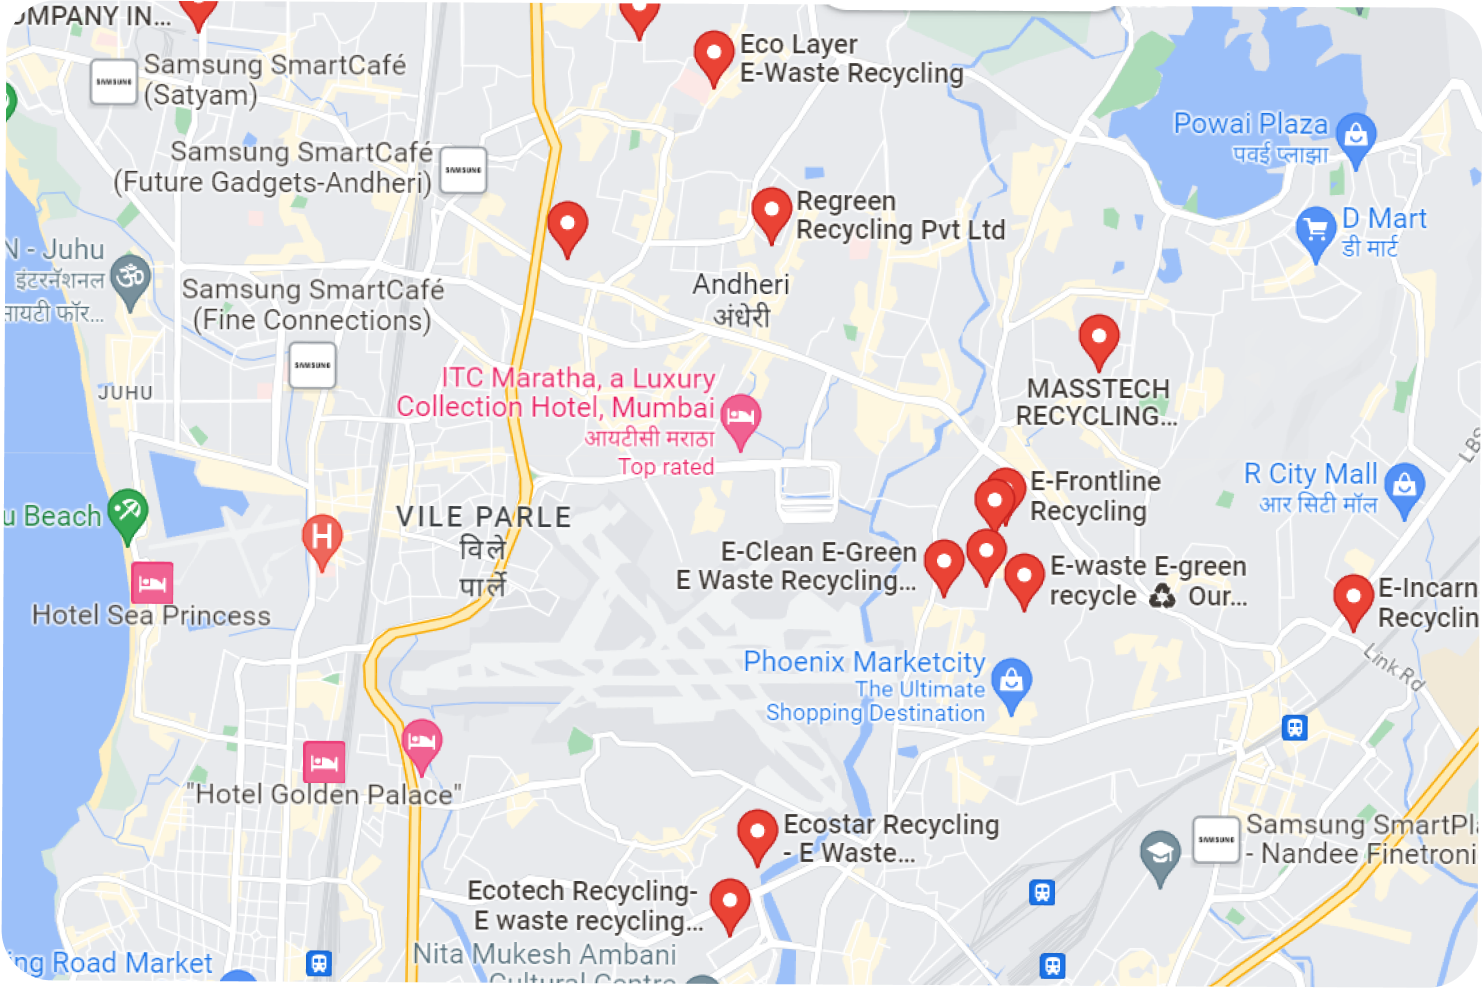 OMPANY IN...
Samsung SmartCafé
(Satyam)
SAMSUNG
Eco Layer
E-Waste Recycling
Powai Plaza
पवई प्लाझा
Samsung SmartCafé
(Future Gadgets-Andheri)
SAMSUNG
Regreen
Recycling Pvt Ltd
D Mart
डी मार्ट
N - Juhu
इंटरनॅशनल
सायटी फॉर...
Andheri
अंधेरी
Samsung SmartCafé
(Fine Connections)
SAMSUNG
JUHU
ITC Maratha, a Luxury
Collection Hotel, Mumbai
आयटीसी मराठा
Top rated
MASSTECH
RECYCLING...
LBS
R City Mall
आर सिटी मॉल
E-Frontline
Recycling
u Beach
H
VILE PARLE
विले
पार्ले
E-Clean E-Green
E Waste Recycling...
E-waste E-green
recycle ♻ Our...
E-Incarn
Recyclin
Hotel Sea Princess
Link Rd
Phoenix Marketcity
The Ultimate
Shopping Destination
"Hotel Golden Palace"
Ecostar Recycling
- E Waste...
SAMSUNG
Samsung SmartPla
- Nandee Finetroni
Ecotech Recycling-
E waste recycling...
Nita Mukesh Ambani
Cultural Centre
ing Road Market